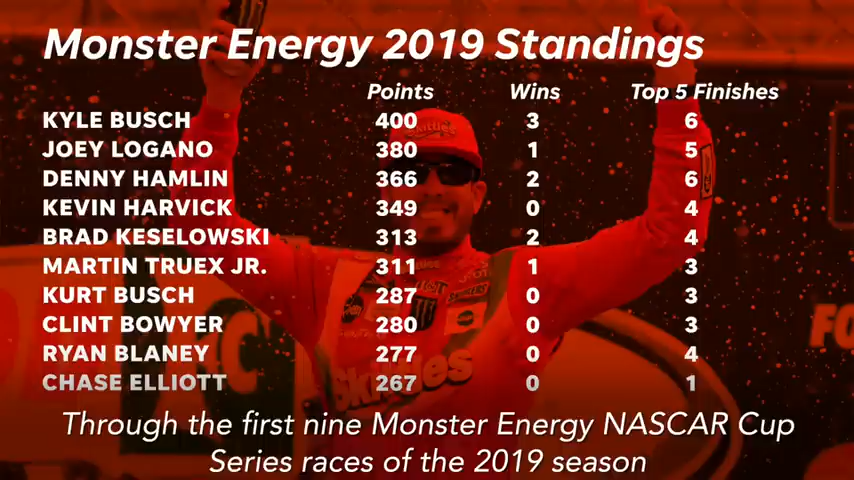 Monster Energy 2019 Standings
Points Wins Top 5 Finishes
KYLE BUSCH 400 3 6
JOEY LOGANO 380 1 5
DENNY HAMLIN 366 2 6
KEVIN HARVICK 349 0 4
BRAD KESELOWSKI 313 2 4
MARTIN TRUEX JR. 311 1 3
KURT BUSCH 287 0 3
CLINT BOWYER 280 0 3
RYAN BLANEY 277 0 4
CHASE ELLIOTT 267 0 1
Skittles
Through the first nine Monster Energy NASCAR Cup
Series races of the 2019 season